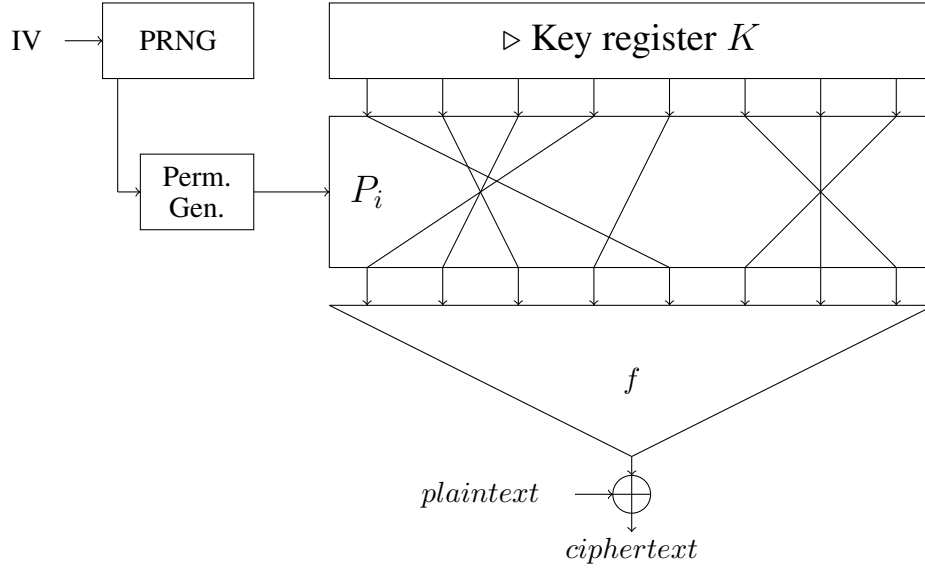 IV
PRNG
▷ Key register K
Perm.
Gen.
P_i
f
plaintext
ciphertext